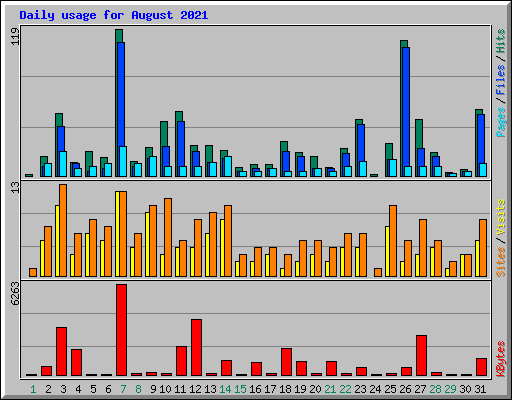 Daily usage for August 2021
119
Pages / Files / Hits
13
Sites / Visits
6263
KBytes
1 2 3 4 5 6 7 8 9 10 11 12 13 14 15 16 17 18 19 20 21 22 23 24 25 26 27 28 29 30 31